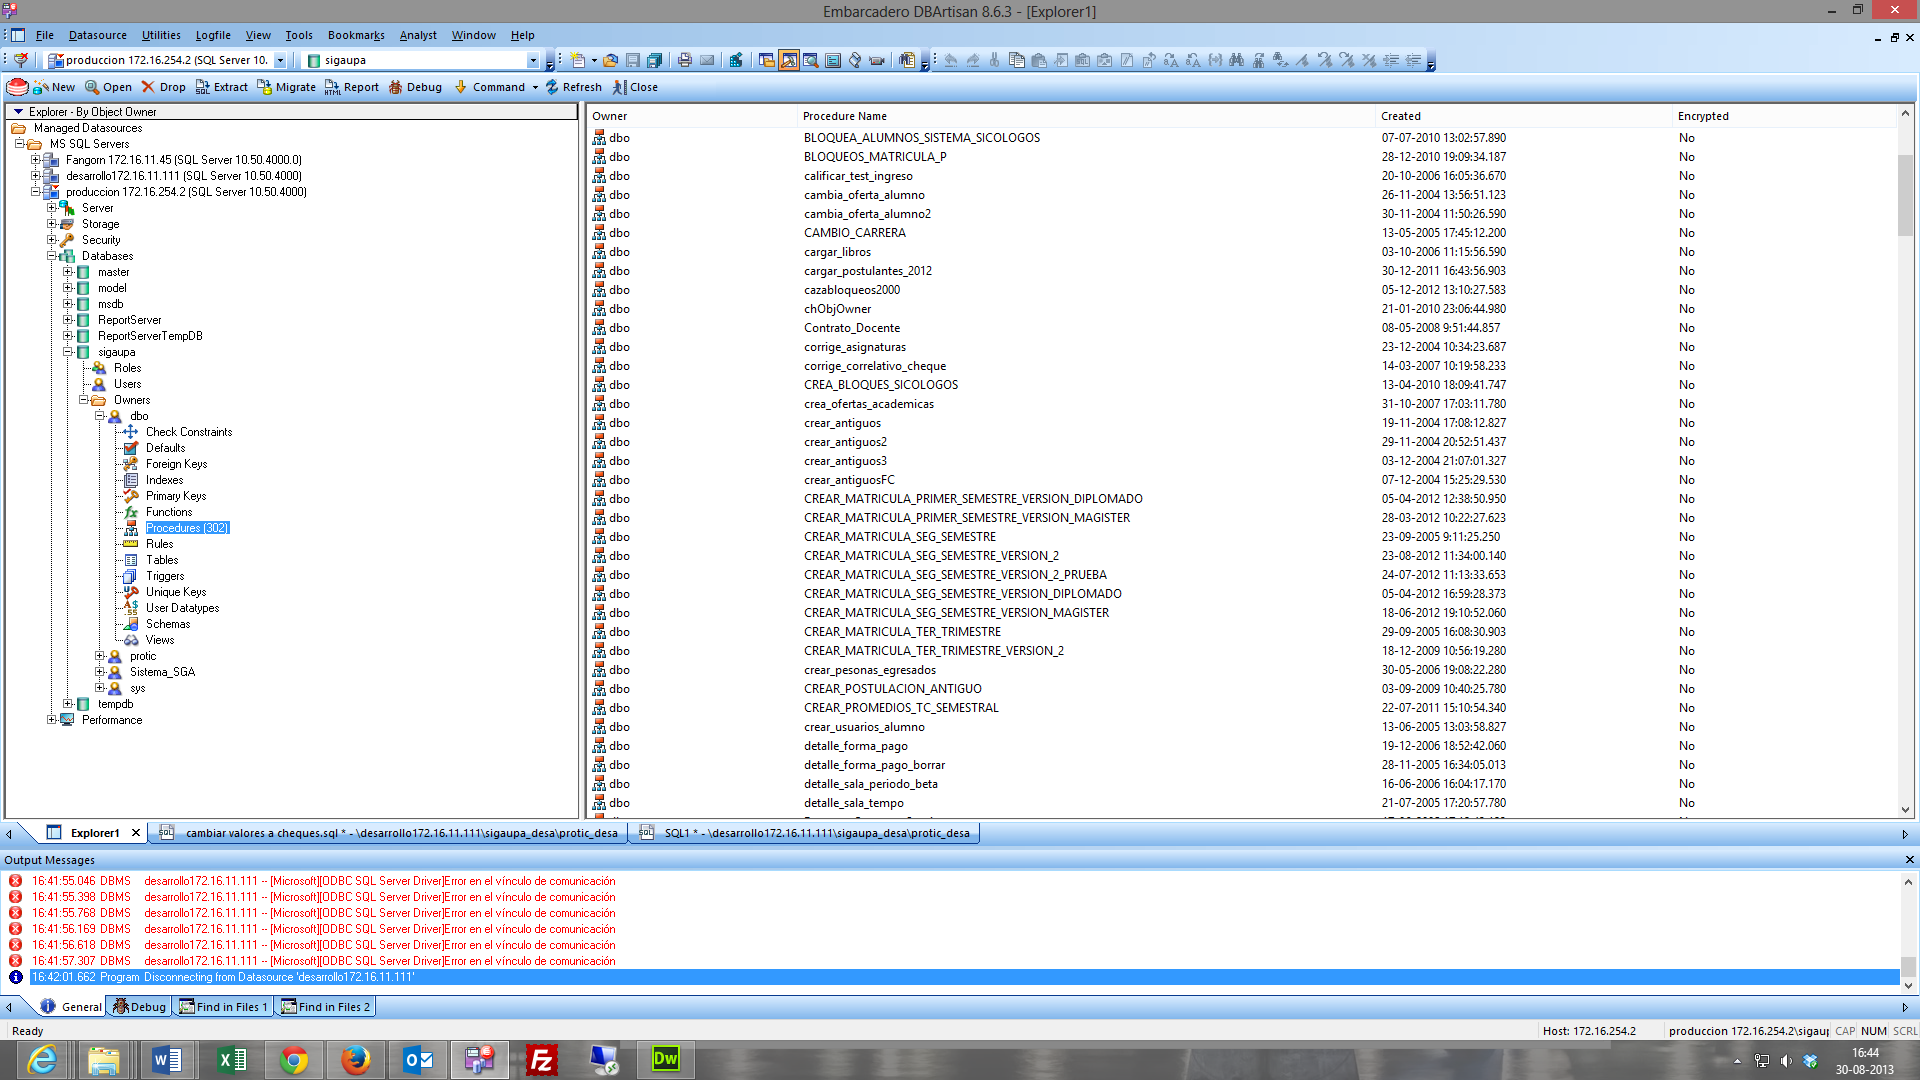 Embarcadero DBArtisan 8.6.3 - [Explorer1]
File Datasource Utilities Logfile View Tools Bookmarks Analyst Window Help
produccion 172.16.254.2 (SQL Server 10. sigaupa
New Open Drop Extract Migrate Report Debug Command Refresh Close
Explorer - By Object Owner
Managed Datasources
MS SQL Servers
Fangorn 172.16.11.45 (SQL Server 10.50.4000.0)
desarrollo172.16.11.111 (SQL Server 10.50.4000)
produccion 172.16.254.2 (SQL Server 10.50.4000)
Server
Storage
Security
Databases
master
model
msdb
ReportServer
ReportServerTempDB
sigaupa
Roles
Users
Owners
dbo
Check Constraints
Defaults
Foreign Keys
Indexes
Primary Keys
Functions
Procedures (302)
Rules
Tables
Triggers
Unique Keys
User Datatypes
Schemas
Views
protic
Sistema_SGA
sys
tempdb
Performance
Owner Procedure Name Created Encrypted
dbo BLOQUEA_ALUMNOS_SISTEMA_SICOLOGOS 07-07-2010 13:02:57.890 No
dbo BLOQUEOS_MATRICULA_P 28-12-2010 19:09:34.187 No
dbo calificar_test_ingreso 20-10-2006 16:05:36.670 No
dbo cambia_oferta_alumno 26-11-2004 13:56:51.123 No
dbo cambia_oferta_alumno2 30-11-2004 11:50:26.590 No
dbo CAMBIO_CARRERA 13-05-2005 17:45:12.200 No
dbo cargar_libros 03-10-2006 11:15:56.590 No
dbo cargar_postulantes_2012 30-12-2011 16:43:56.903 No
dbo cazabloqueos2000 05-12-2012 13:10:27.583 No
dbo chObjOwner 21-01-2010 23:06:44.980 No
dbo Contrato_Docente 08-05-2008 9:51:44.857 No
dbo corrige_asignaturas 23-12-2004 10:34:23.687 No
dbo corrige_correlativo_cheque 14-03-2007 10:19:58.233 No
dbo CREA_BLOQUES_SICOLOGOS 13-04-2010 18:09:41.747 No
dbo crea_ofertas_academicas 31-10-2007 17:03:11.780 No
dbo crear_antiguos 19-11-2004 17:08:12.827 No
dbo crear_antiguos2 29-11-2004 20:52:51.437 No
dbo crear_antiguos3 03-12-2004 21:07:01.327 No
dbo crear_antiguosFC 07-12-2004 15:25:29.530 No
dbo CREAR_MATRICULA_PRIMER_SEMESTRE_VERSION_DIPLOMADO 05-04-2012 12:38:50.950 No
dbo CREAR_MATRICULA_PRIMER_SEMESTRE_VERSION_MAGISTER 28-03-2012 10:22:27.623 No
dbo CREAR_MATRICULA_SEG_SEMESTRE 23-09-2005 9:11:25.250 No
dbo CREAR_MATRICULA_SEG_SEMESTRE_VERSION_2 23-08-2012 11:34:00.140 No
dbo CREAR_MATRICULA_SEG_SEMESTRE_VERSION_2_PRUEBA 24-07-2012 11:13:33.653 No
dbo CREAR_MATRICULA_SEG_SEMESTRE_VERSION_DIPLOMADO 05-04-2012 16:59:28.373 No
dbo CREAR_MATRICULA_SEG_SEMESTRE_VERSION_MAGISTER 18-06-2012 19:10:52.060 No
dbo CREAR_MATRICULA_TER_TRIMESTRE 29-09-2005 16:08:30.903 No
dbo CREAR_MATRICULA_TER_TRIMESTRE_VERSION_2 18-12-2009 10:56:19.280 No
dbo crear_pesonas_egresados 30-05-2006 19:08:22.280 No
dbo CREAR_POSTULACION_ANTIGUO 03-09-2009 10:40:25.780 No
dbo CREAR_PROMEDIOS_TC_SEMESTRAL 22-07-2011 15:10:54.340 No
dbo crear_usuarios_alumno 13-06-2005 13:03:58.827 No
dbo detalle_forma_pago 19-12-2006 18:52:42.060 No
dbo detalle_forma_pago_borrar 28-11-2005 16:34:05.013 No
dbo detalle_sala_periodo_beta 16-06-2006 16:04:17.170 No
dbo detalle_sala_tempo 21-07-2005 17:20:57.780 No
Explorer1 cambiar valores a cheques.sql * - \desarrollo172.16.11.111\sigaupa_desa\protic_desa SQL1 * - \desarrollo172.16.11.111\sigaupa_desa\protic_desa
Output Messages
16:41:55.046 DBMS desarrollo172.16.11.111 -- [Microsoft][ODBC SQL Server Driver]Error en el vínculo de comunicación
16:41:55.398 DBMS desarrollo172.16.11.111 -- [Microsoft][ODBC SQL Server Driver]Error en el vínculo de comunicación
16:41:55.768 DBMS desarrollo172.16.11.111 -- [Microsoft][ODBC SQL Server Driver]Error en el vínculo de comunicación
16:41:56.169 DBMS desarrollo172.16.11.111 -- [Microsoft][ODBC SQL Server Driver]Error en el vínculo de comunicación
16:41:56.618 DBMS desarrollo172.16.11.111 -- [Microsoft][ODBC SQL Server Driver]Error en el vínculo de comunicación
16:41:57.307 DBMS desarrollo172.16.11.111 -- [Microsoft][ODBC SQL Server Driver]Error en el vínculo de comunicación
16:42:01.662 Program Disconnecting from Datasource 'desarrollo172.16.11.111'
General Debug Find in Files 1 Find in Files 2
Ready Host: 172.16.254.2 produccion 172.16.254.2\sigaup CAP NUM SCRL
16:44
30-08-2013